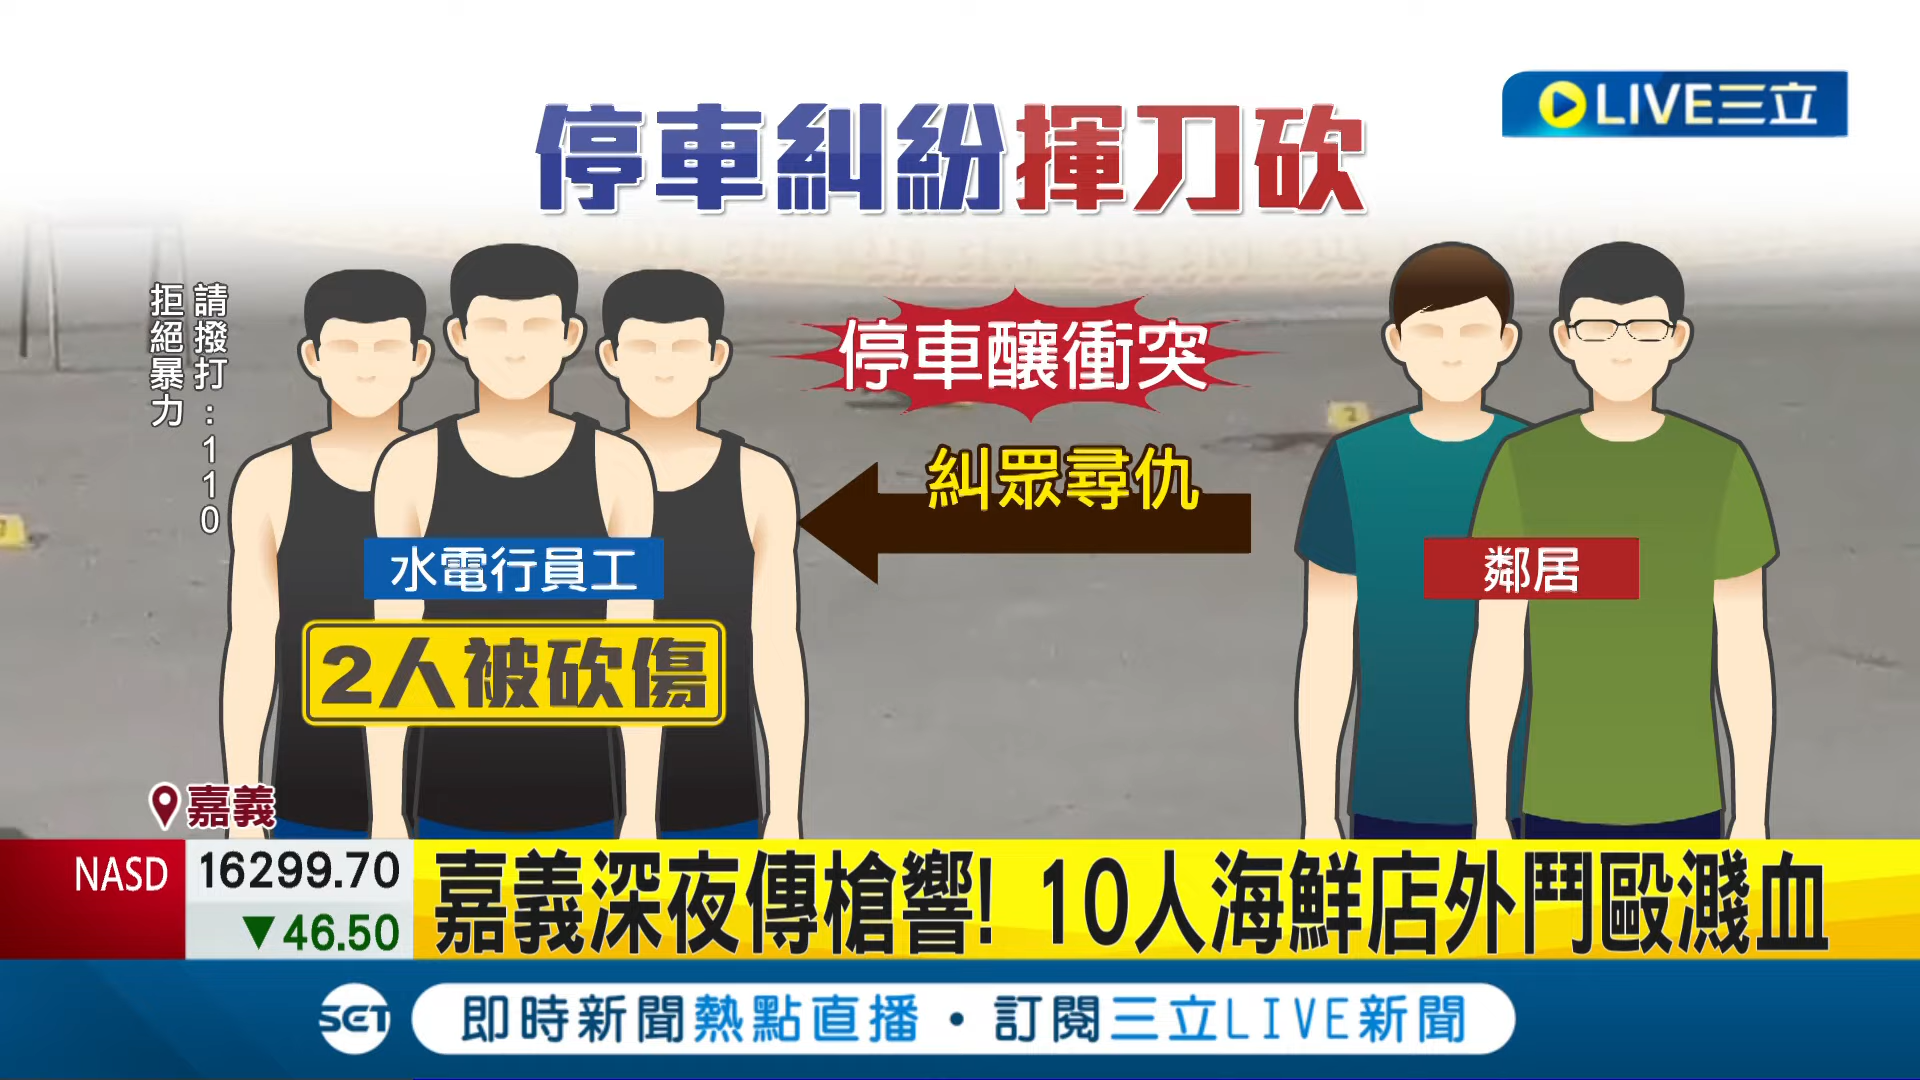 LIVE三立
停車糾紛揮刀砍
請撥打:110
拒絕暴力
停車釀衝突
糾眾尋仇
水電行員工
鄰居
2人被砍傷
嘉義
NASD
16299.70
▼46.50
嘉義深夜傳槍響! 10人海鮮店外鬥毆濺血
SET
即時新聞熱點直播•訂閱三立LIVE新聞
2